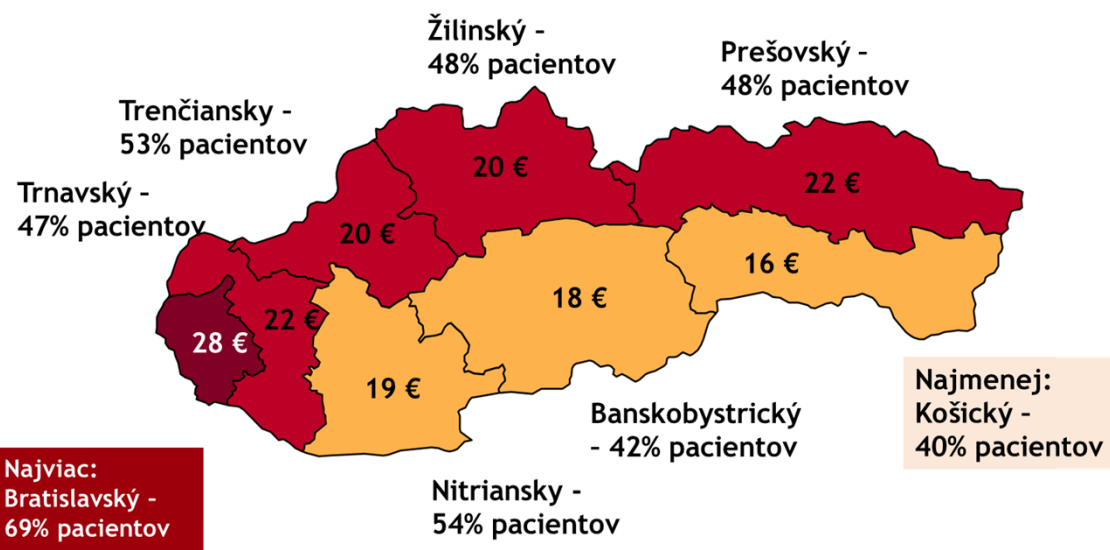 Žilinský -
48% pacientov
Prešovský -
48% pacientov
Trenčiansky -
53% pacientov
Trnavský -
47% pacientov
20 €
22 €
20 €
16 €
18 €
22 €
28 €
19 €
Najmenej:
Košický -
40% pacientov
Banskobystrický
- 42% pacientov
Najviac:
Bratislavský -
69% pacientov
Nitriansky -
54% pacientov